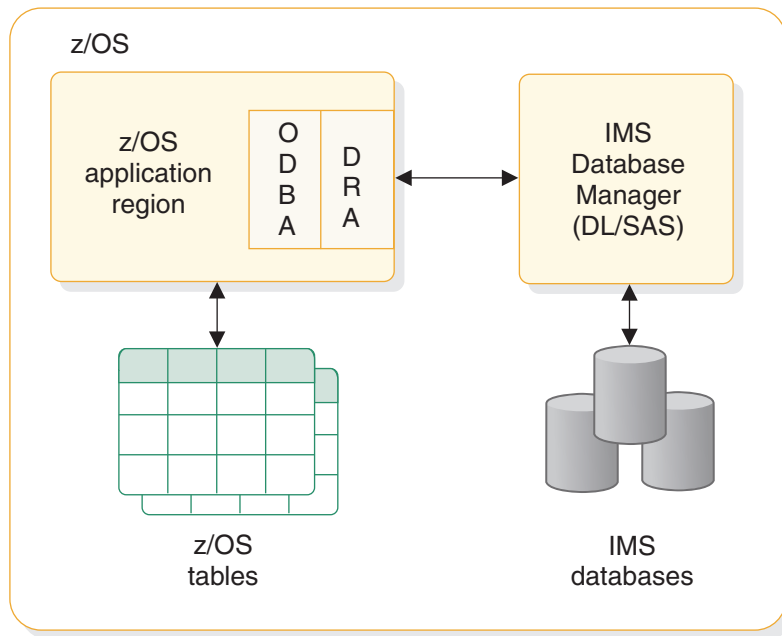 z/OS
z/OS
application
region
O
D
B
A
D
R
A
IMS
Database
Manager
(DL/SAS)
z/OS
tables
IMS
databases